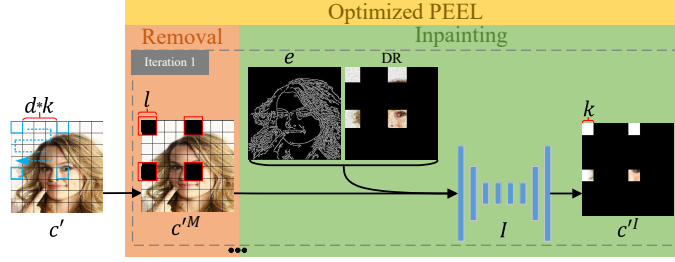 Optimized PEEL
Removal
Inpainting
Iteration 1
e
DR
d*k
l
k
c′
c′ᴹ
I
c′ᴵ
•••